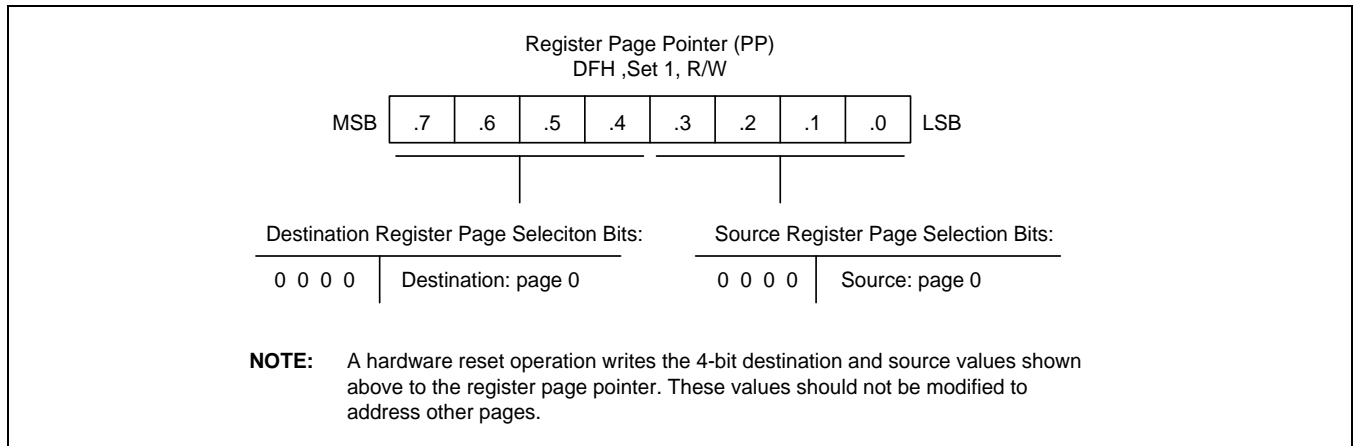 Register Page Pointer (PP)
DFH ,Set 1, R/W
MSB .7 .6 .5 .4 .3 .2 .1 .0 LSB
Destination Register Page Seleciton Bits:
0 0 0 0 Destination: page 0
Source Register Page Selection Bits:
0 0 0 0 Source: page 0
NOTE: A hardware reset operation writes the 4-bit destination and source values shown
above to the register page pointer. These values should not be modified to
address other pages.